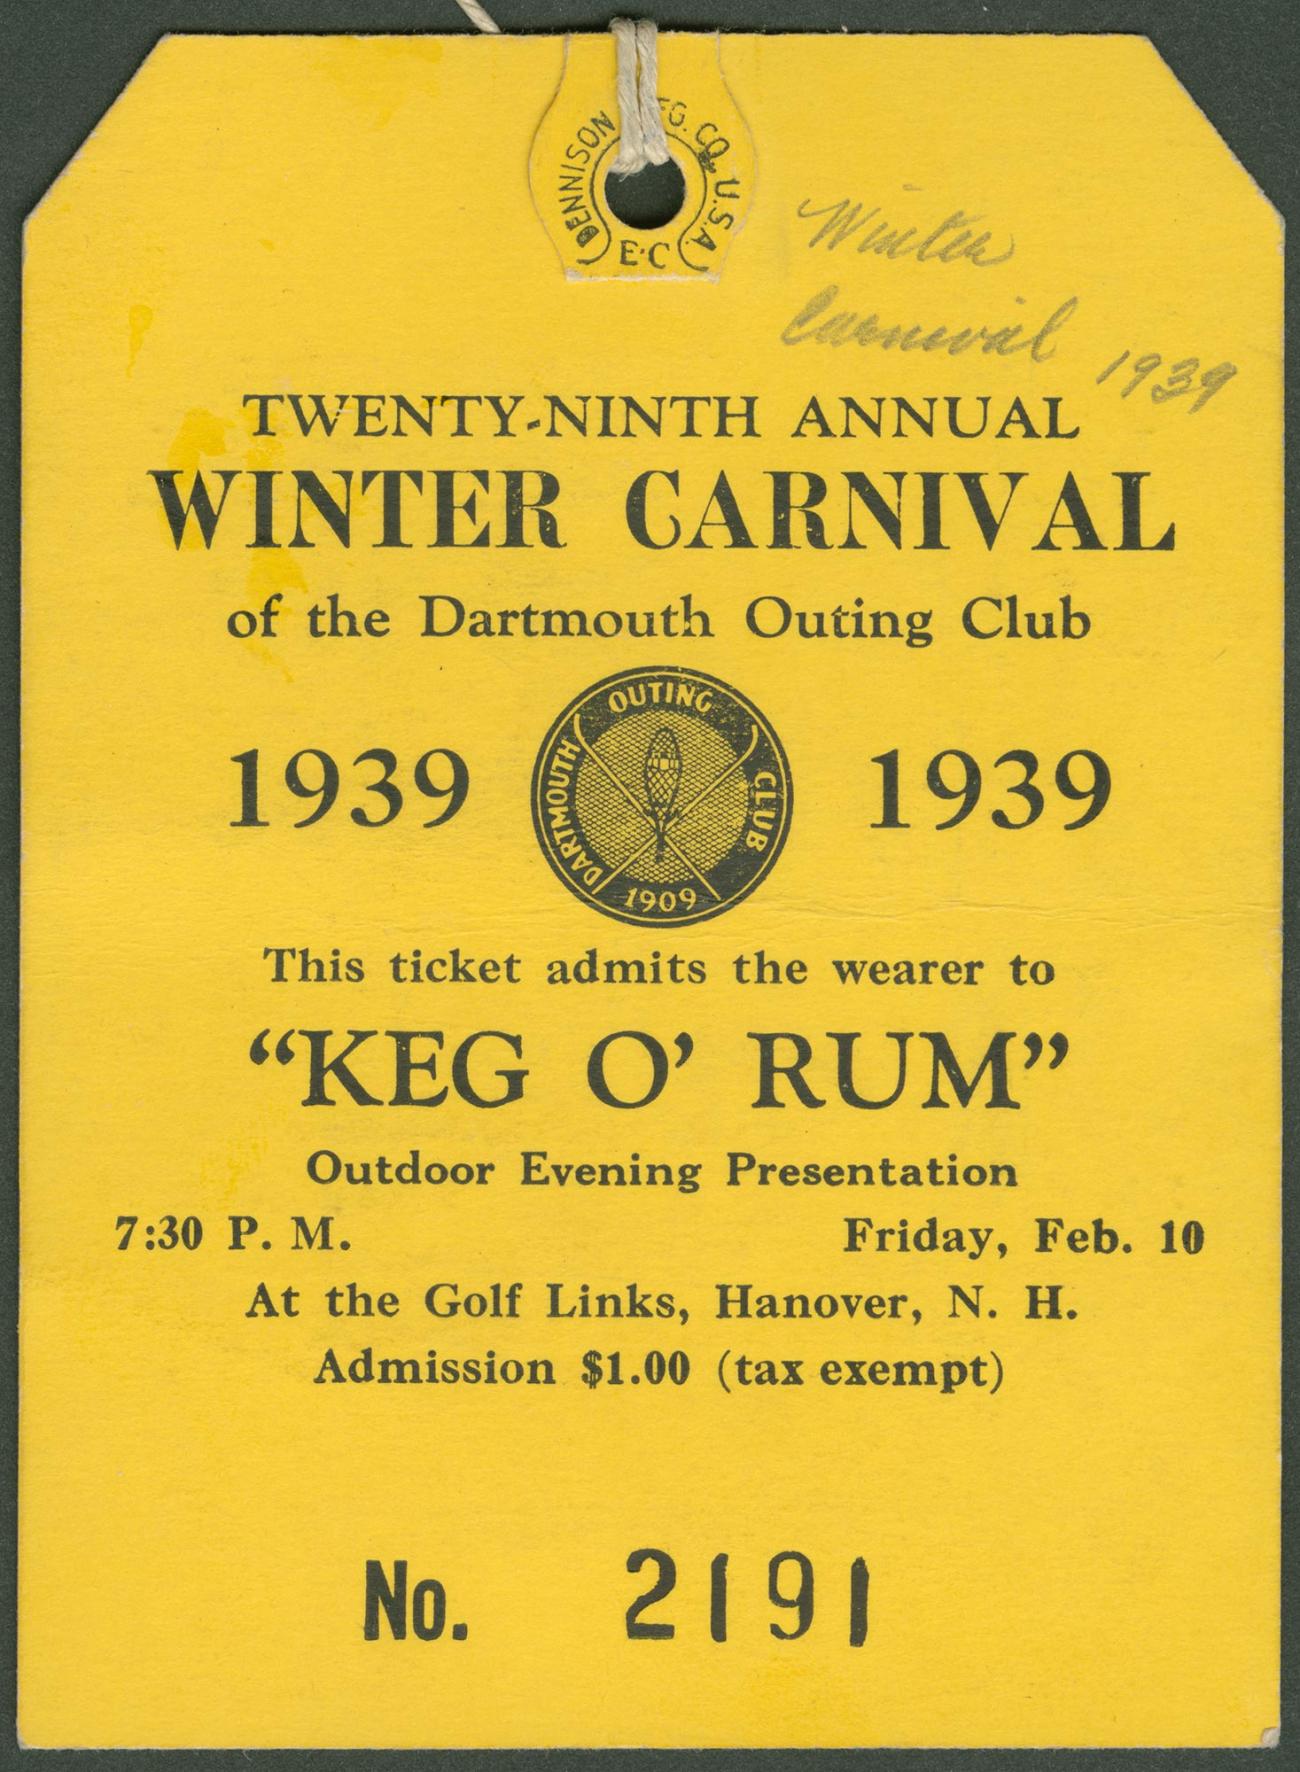 DENNISON FG. CO. U.S.A.
E·C
Winter
Carnival 1939
TWENTY-NINTH ANNUAL
WINTER CARNIVAL
of the Dartmouth Outing Club
1939 1939
DARTMOUTH OUTING CLUB
1909
This ticket admits the wearer to
“KEG O’ RUM”
Outdoor Evening Presentation
7:30 P. M. Friday, Feb. 10
At the Golf Links, Hanover, N. H.
Admission $1.00 (tax exempt)
No. 2191